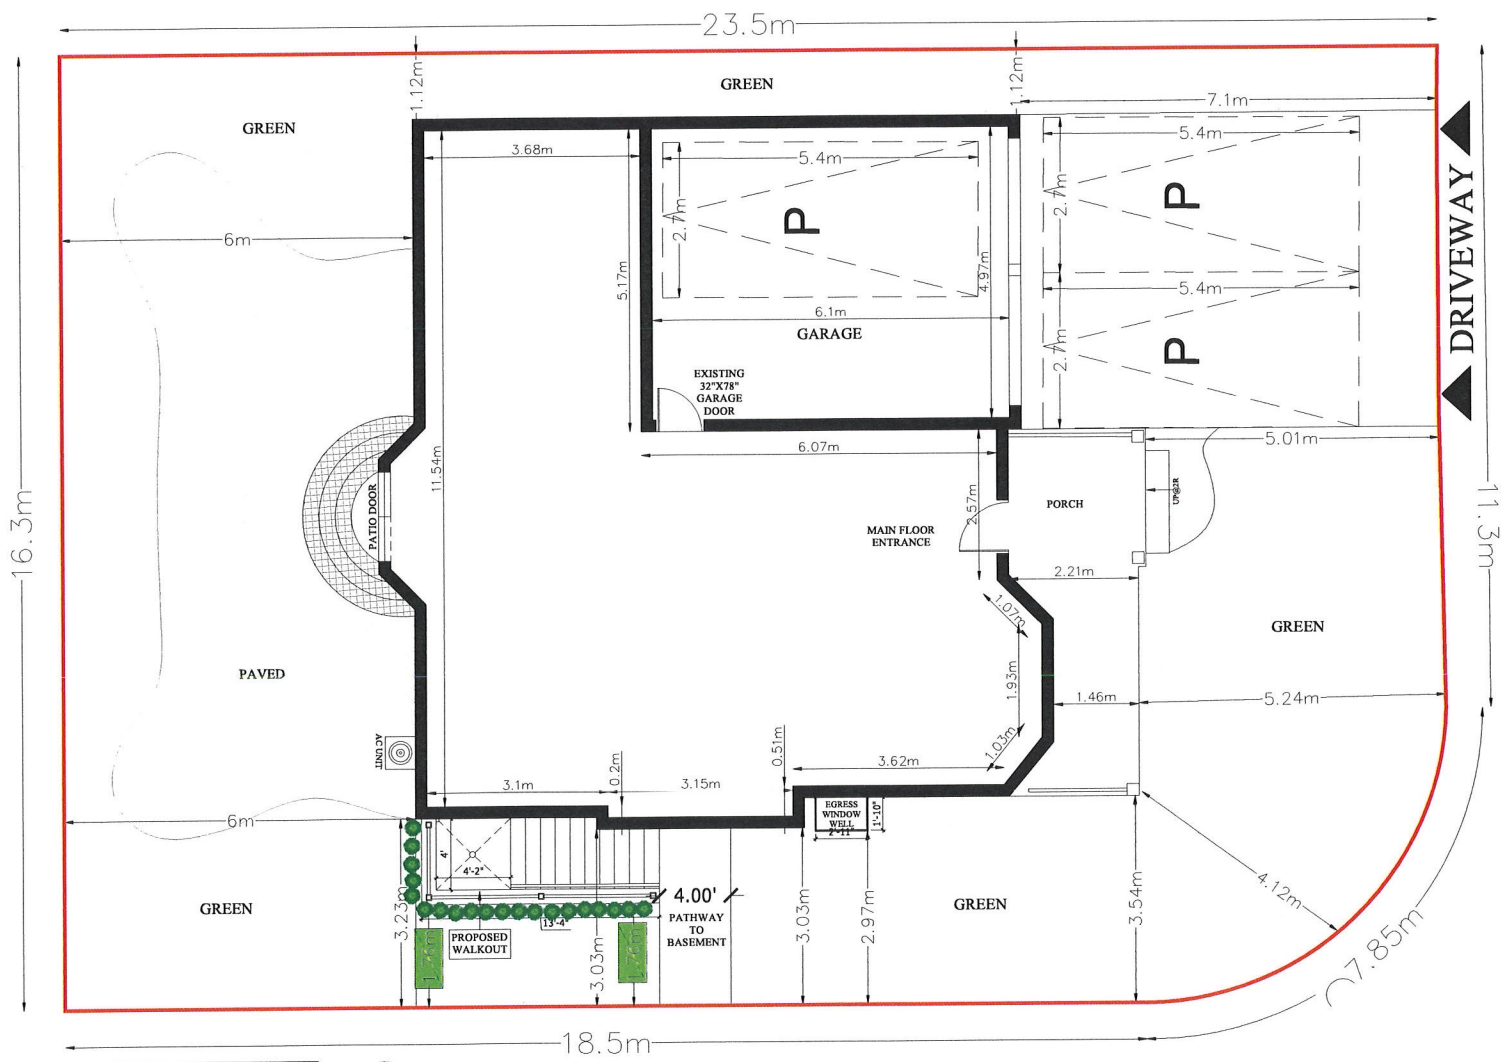 23.5m
1.12m
GREEN
1.12m
7.1m
GREEN
5.4m
3.68m
5.4m
P
2.7m
P
2.7m
DRIVEWAY
6m
5.17m
4.97m
5.4m
6.1m
GARAGE
P
2.7m
EXISTING
32"X78"
GARAGE
DOOR
6.07m
5.01m
11.54m
16.3m
11.3m
PATIO DOOR
2.57m
PORCH
UP@2R
MAIN FLOOR
ENTRANCE
2.21m
1.07m
GREEN
PAVED
1.93m
1.46m
5.24m
AC UNIT
1.03m
0.51m
0.2m
3.62m
3.1m
3.15m
EGRESS
WINDOW
WELL
2'-11"
1'-10"
6m
4'
4'-2"
4.00'
PATHWAY
TO
BASEMENT
GREEN
GREEN
3.23m
13'-4"
PROPOSED
WALKOUT
3.03m
3.03m
2.97m
3.54m
4.12m
7.85m
18.5m